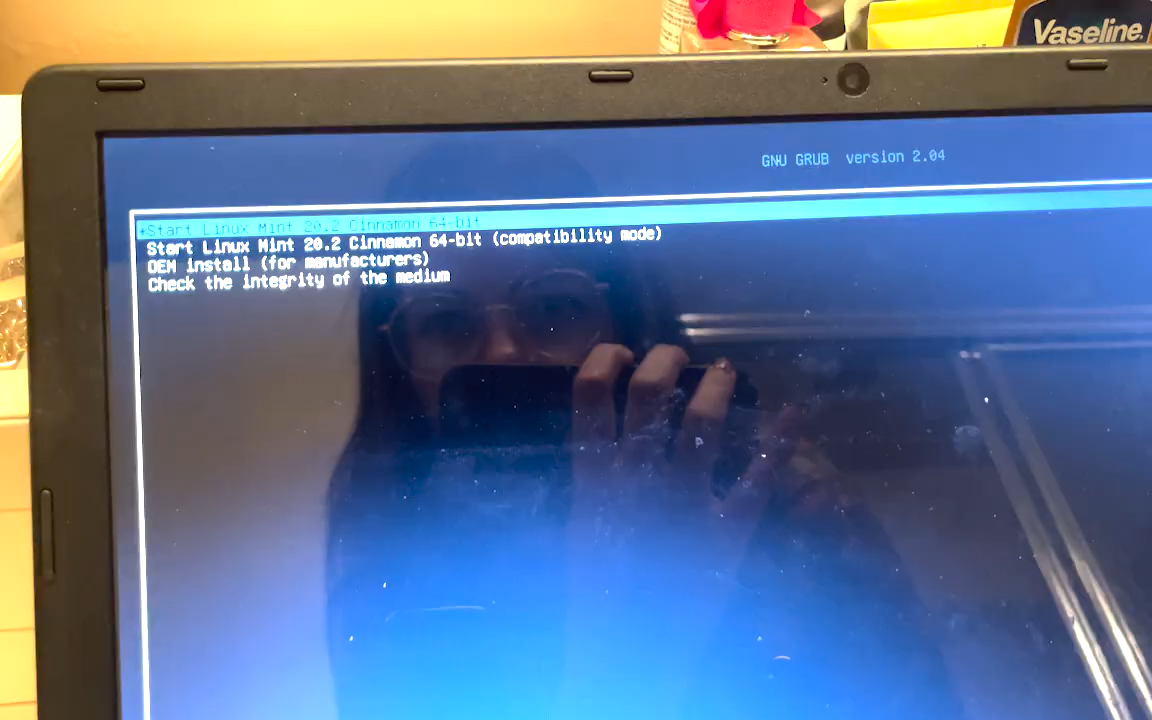 Vaseline
GNU GRUB version 2.04
*Start Linux Mint 20.2 Cinnamon 64-bit
Start Linux Mint 20.2 Cinnamon 64-bit (compatibility mode)
OEM install (for manufacturers)
Check the integrity of the medium